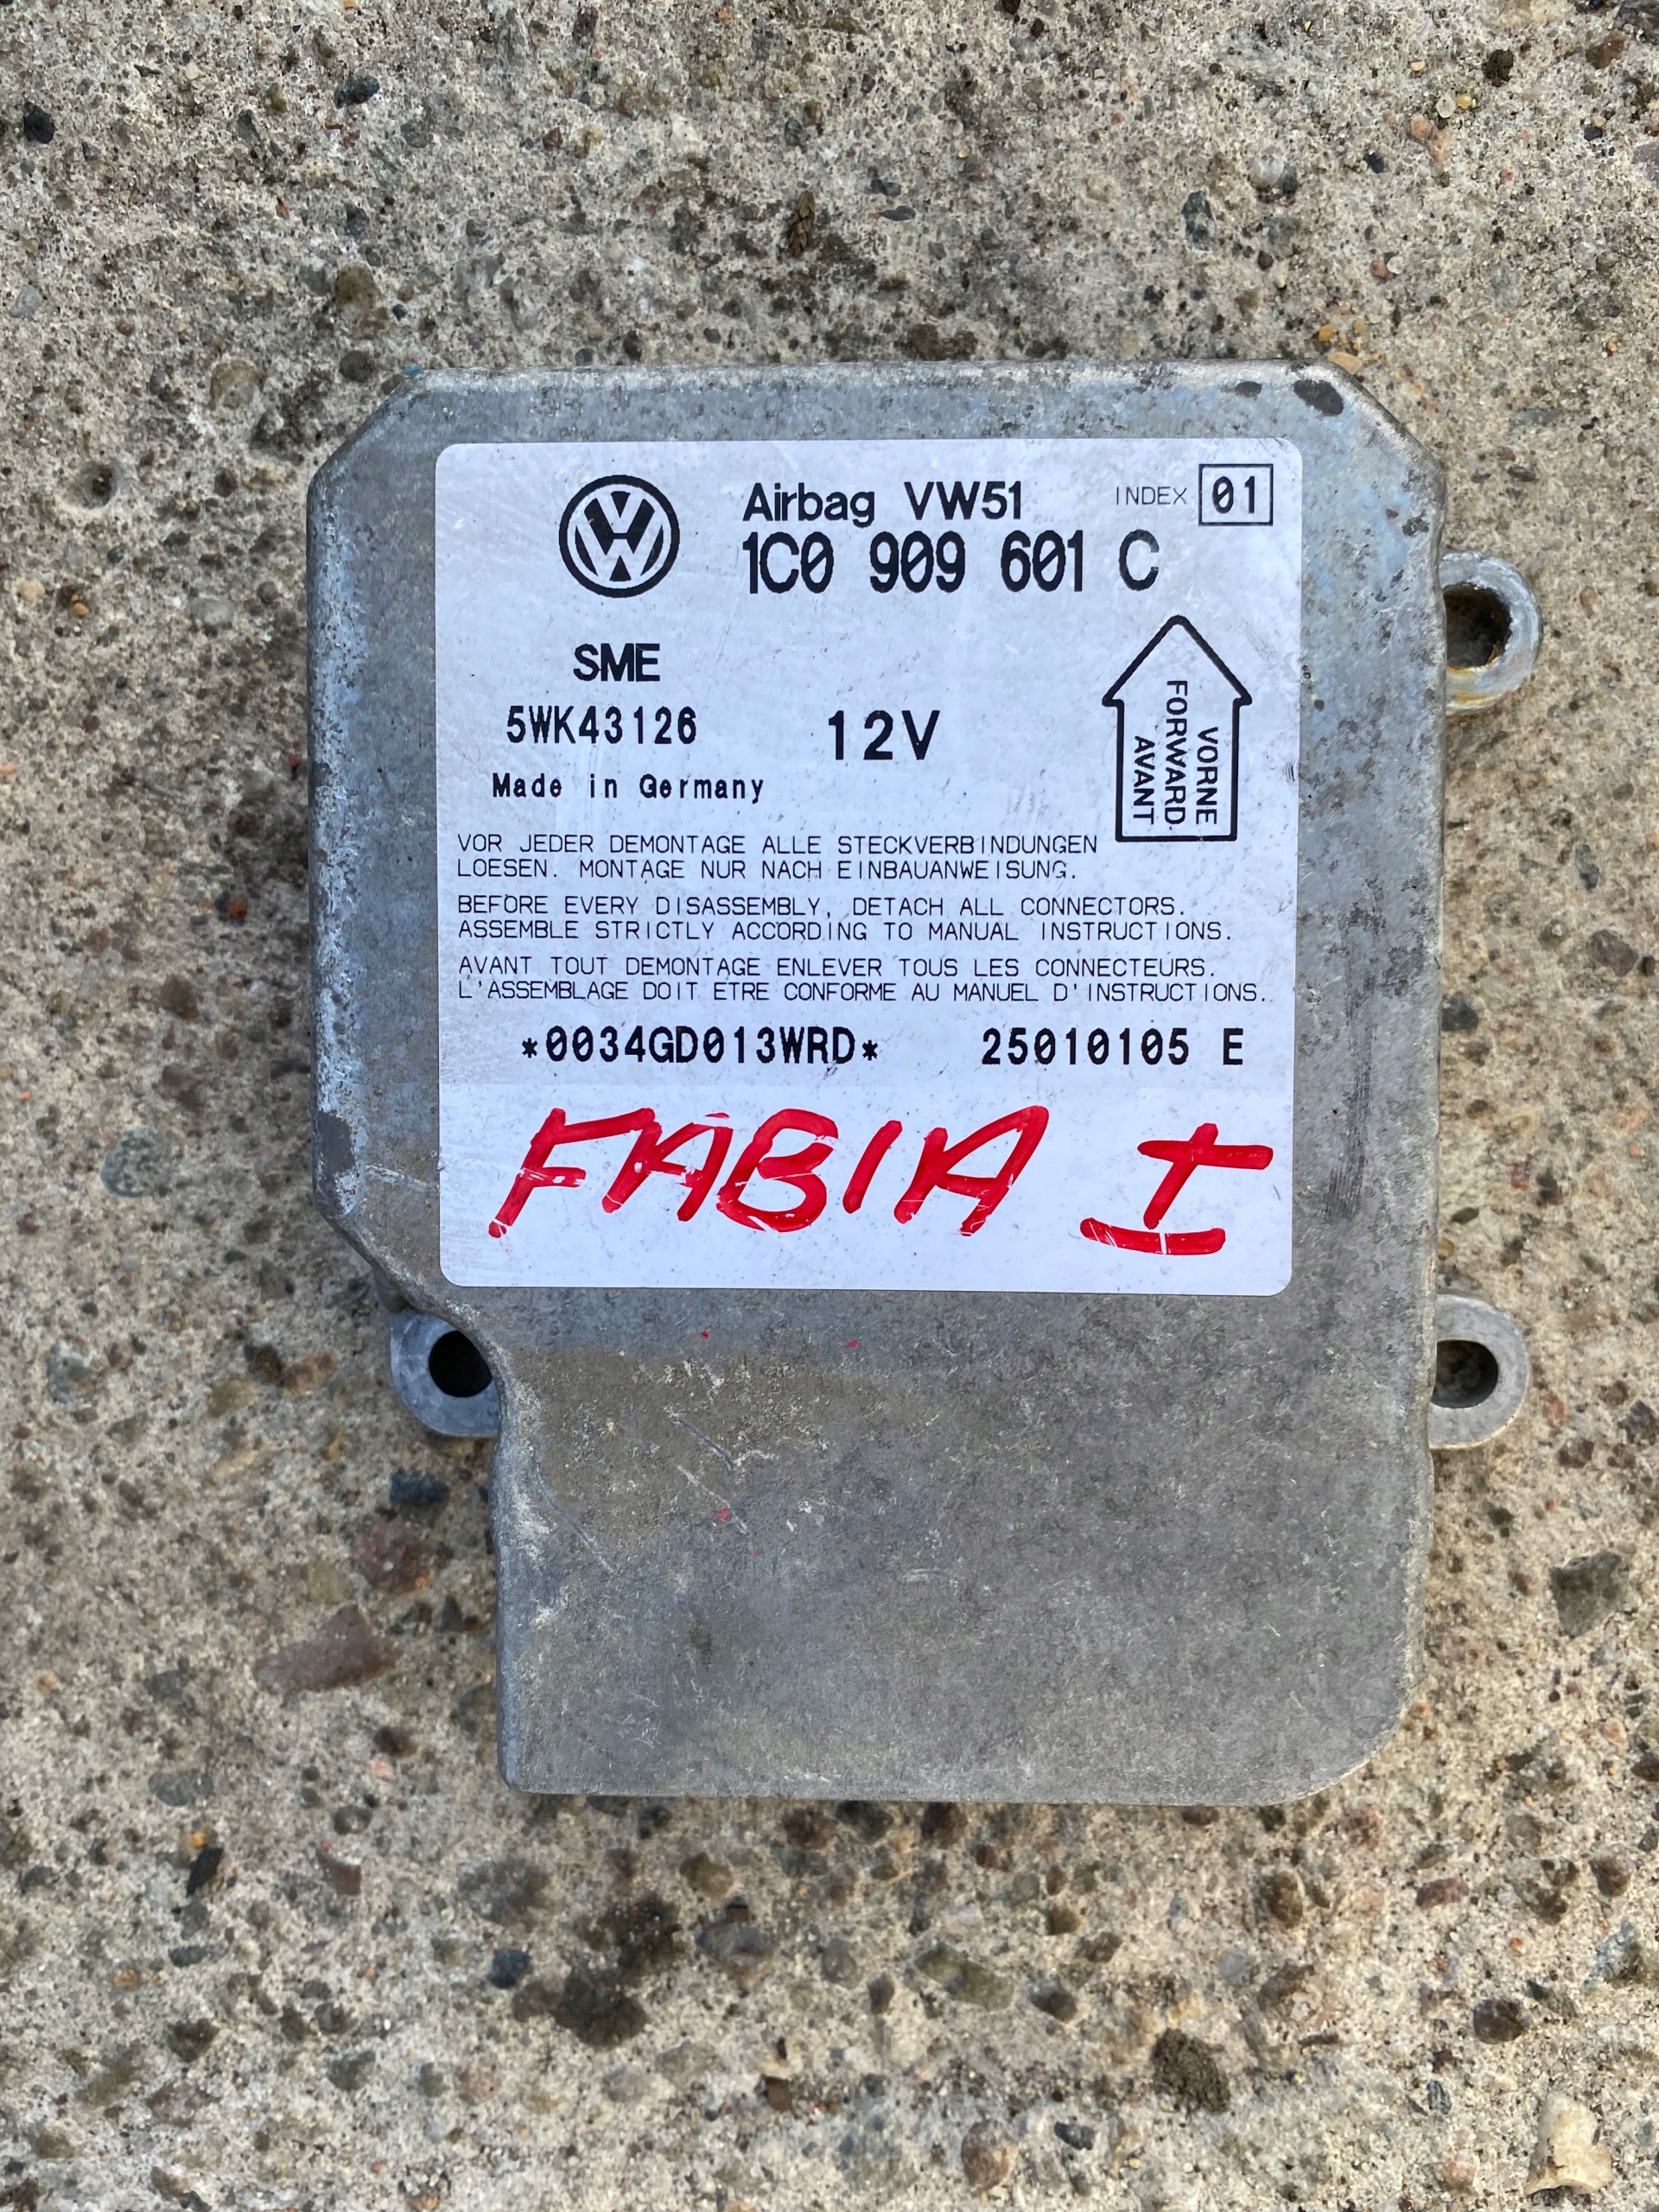 Airbag VW51 INDEX 01
1C0 909 601 C
SME
5WK43126 12V
Made in Germany
VORNE
FORWARD
AVANT
VOR JEDER DEMONTAGE ALLE STECKVERBINDUNGEN
LOESEN. MONTAGE NUR NACH EINBAUANWEISUNG.
BEFORE EVERY DISASSEMBLY, DETACH ALL CONNECTORS.
ASSEMBLE STRICTLY ACCORDING TO MANUAL INSTRUCTIONS.
AVANT TOUT DEMONTAGE ENLEVER TOUS LES CONNECTEURS.
L'ASSEMBLAGE DOIT ETRE CONFORME AU MANUEL D'INSTRUCTIONS.
*0034GD013WRD* 25010105 E
FABIA I